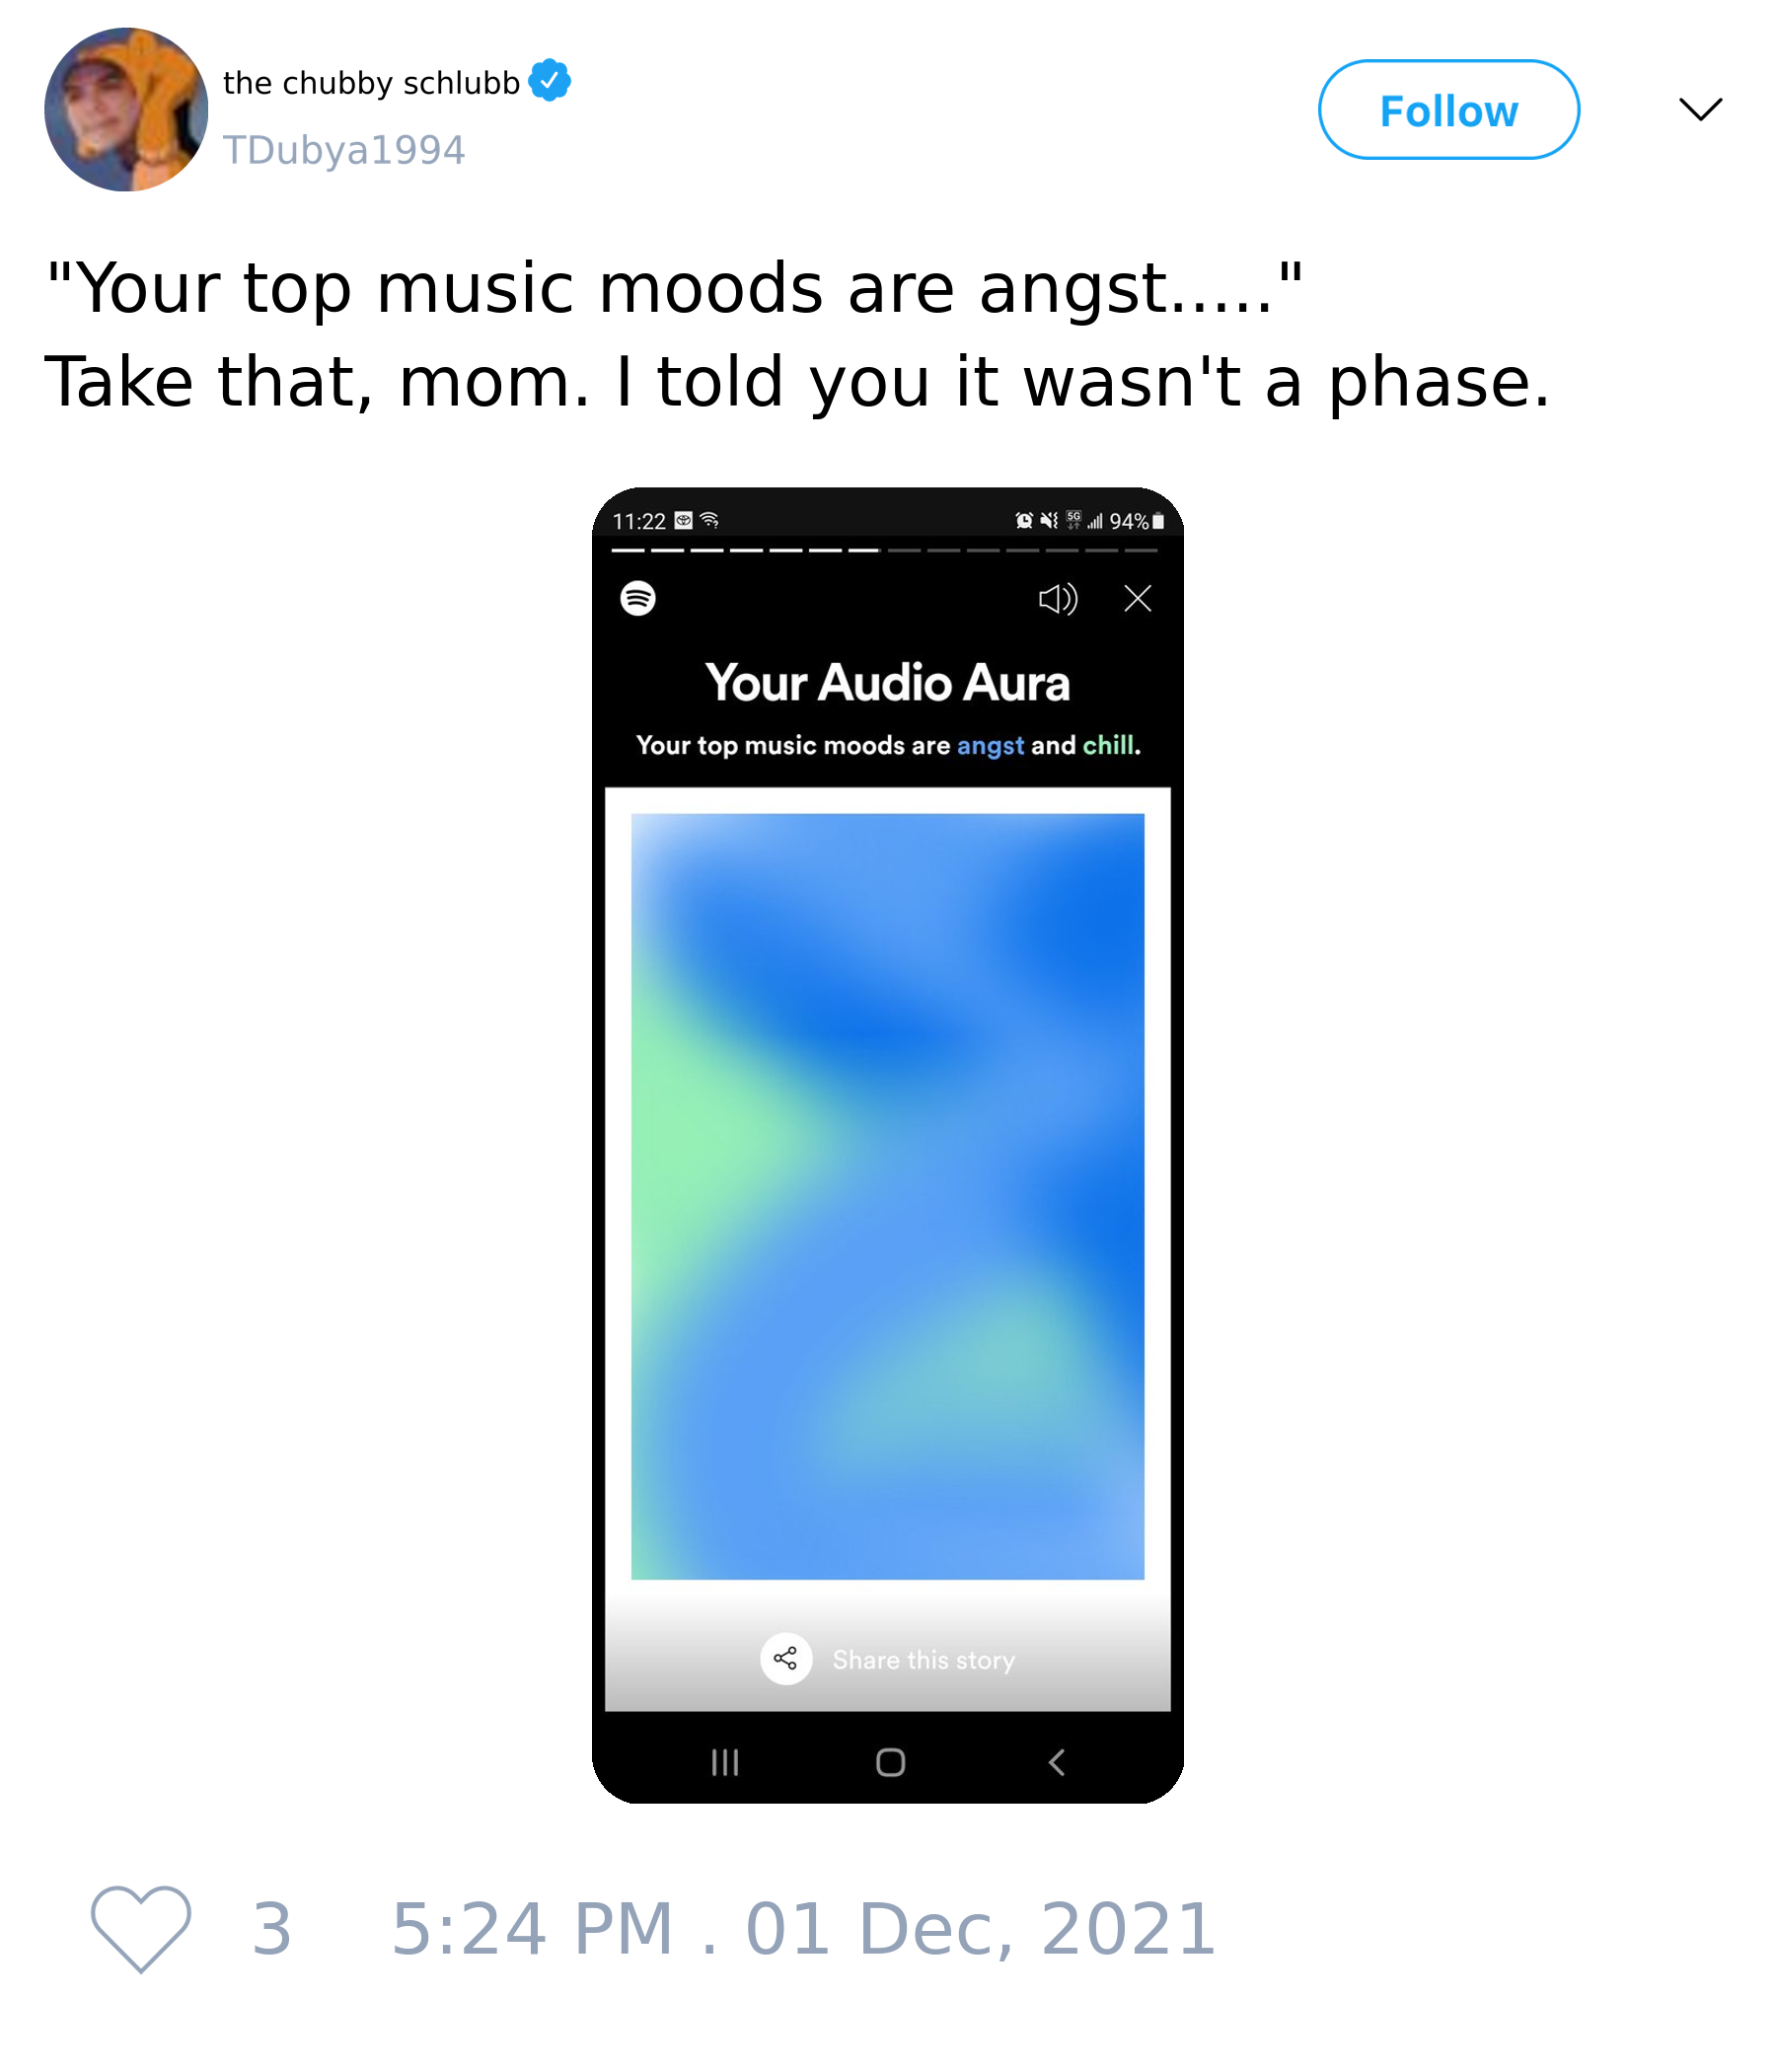 the chubby schlubb
TDubya1994
Follow
"Your top music moods are angst....."
Take that, mom. I told you it wasn't a phase.
11:22
5G 94%
Your Audio Aura
Your top music moods are angst and chill.
Share this story
3 5:24 PM . 01 Dec, 2021